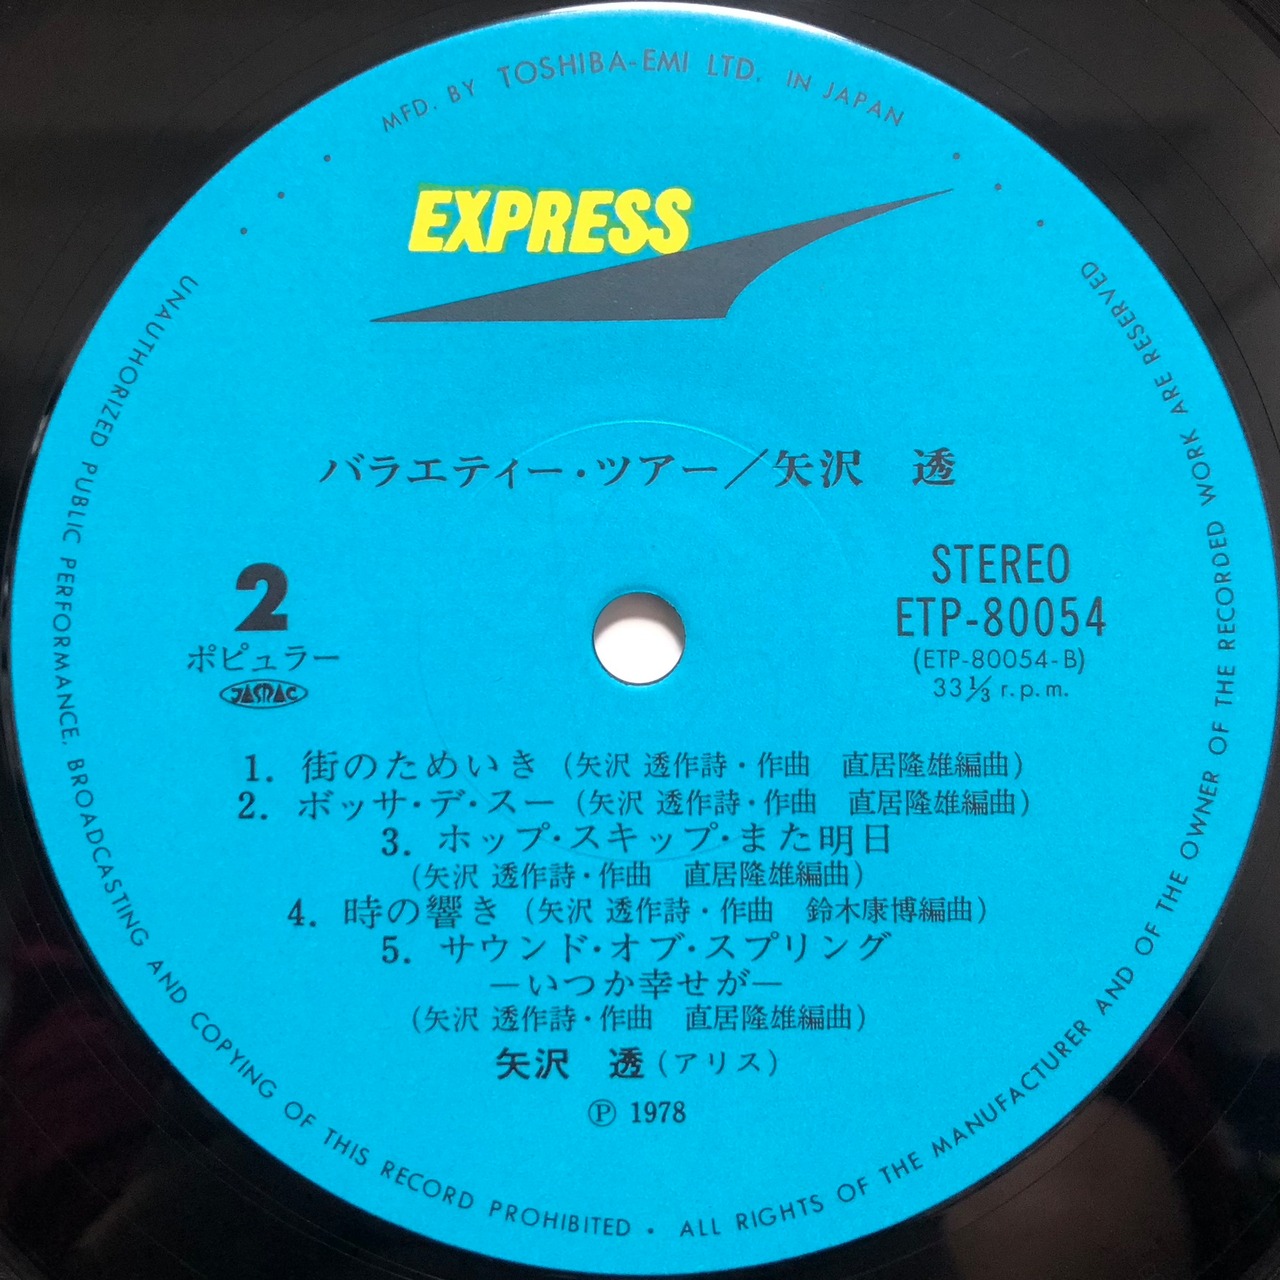 MFD. BY TOSHIBA-EMI LTD. IN JAPAN
EXPRESS
バラエティー・ツアー／矢沢　透
2
ポピュラー
JASRAC
STEREO
ETP-80054
(ETP-80054-B)
33⅓ r.p.m.
1. 街のためいき（矢沢 透作詩・作曲　直居隆雄編曲）
2. ボッサ・デ・スー（矢沢 透作詩・作曲　直居隆雄編曲）
3. ホップ・スキップ・また明日
（矢沢 透作詩・作曲　直居隆雄編曲）
4. 時の響き（矢沢 透作詩・作曲　鈴木康博編曲）
5. サウンド・オブ・スプリング
―いつか幸せが―
（矢沢 透作詩・作曲　直居隆雄編曲）
矢沢　透（アリス）
Ⓟ 1978
UNAUTHORIZED PUBLIC PERFORMANCE, BROADCASTING AND COPYING OF THIS RECORD PROHIBITED • ALL RIGHTS OF THE MANUFACTURER AND OF THE OWNER OF THE RECORDED WORK ARE RESERVED